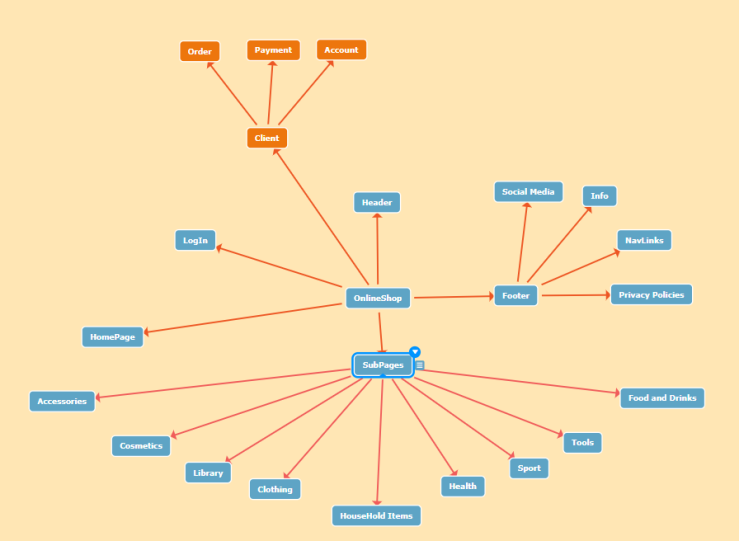 Order
Payment
Account
Client
Social Media
Info
Header
LogIn
NavLinks
OnlineShop
Footer
Privacy Policies
HomePage
SubPages
Accessories
Food and Drinks
Cosmetics
Tools
Library
Sport
Clothing
Health
HouseHold Items